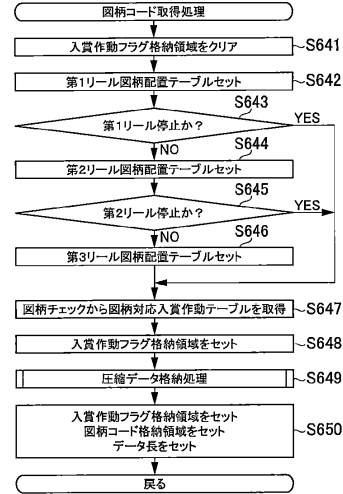 図柄コード取得処理
入賞作動フラグ格納領域をクリア
S641
第1リール図柄配置テーブルセット
S642
S643
第1リール停止か?
YES
NO
S644
第2リール図柄配置テーブルセット
S645
第2リール停止か?
YES
NO
S646
第3リール図柄配置テーブルセット
図柄チェックから図柄対応入賞作動テーブルを取得
S647
入賞作動フラグ格納領域をセット
S648
圧縮データ格納処理
S649
入賞作動フラグ格納領域をセット
図柄コード格納領域をセット
データ長をセット
S650
戻る